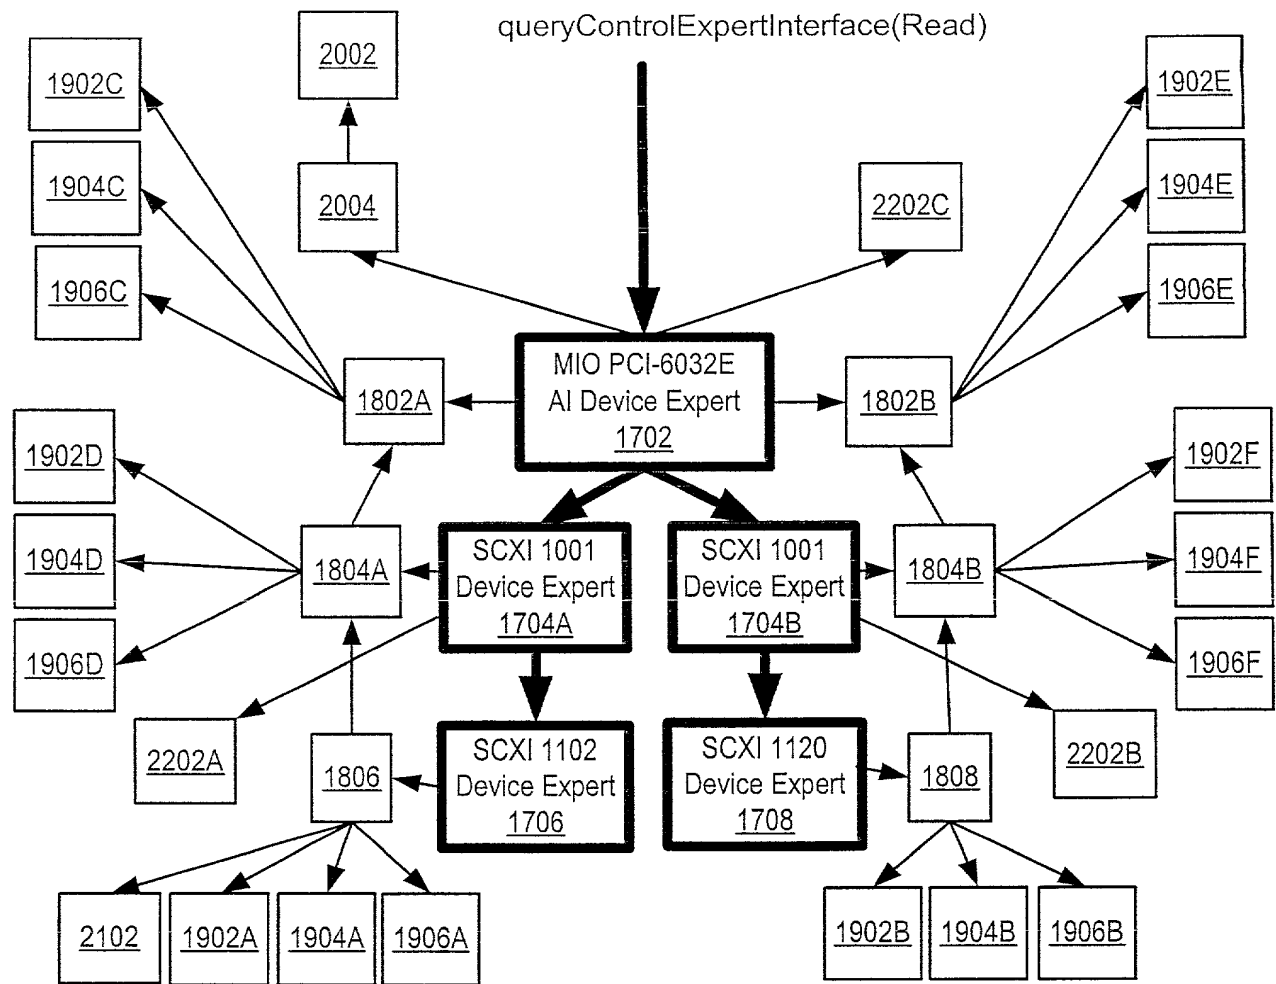 queryControlExpertInterface(Read)
2002
1902C
1902E
1904C
2004
2202C
1904E
1906C
1906E
MIO PCI-6032E
AI Device Expert
1702
1802A
1802B
1902D
1902F
1904D
1804A
SCXI 1001
Device Expert
1704A
SCXI 1001
Device Expert
1704B
1804B
1904F
1906D
1906F
2202A
1806
SCXI 1102
Device Expert
1706
SCXI 1120
Device Expert
1708
1808
2202B
2102
1902A
1904A
1906A
1902B
1904B
1906B